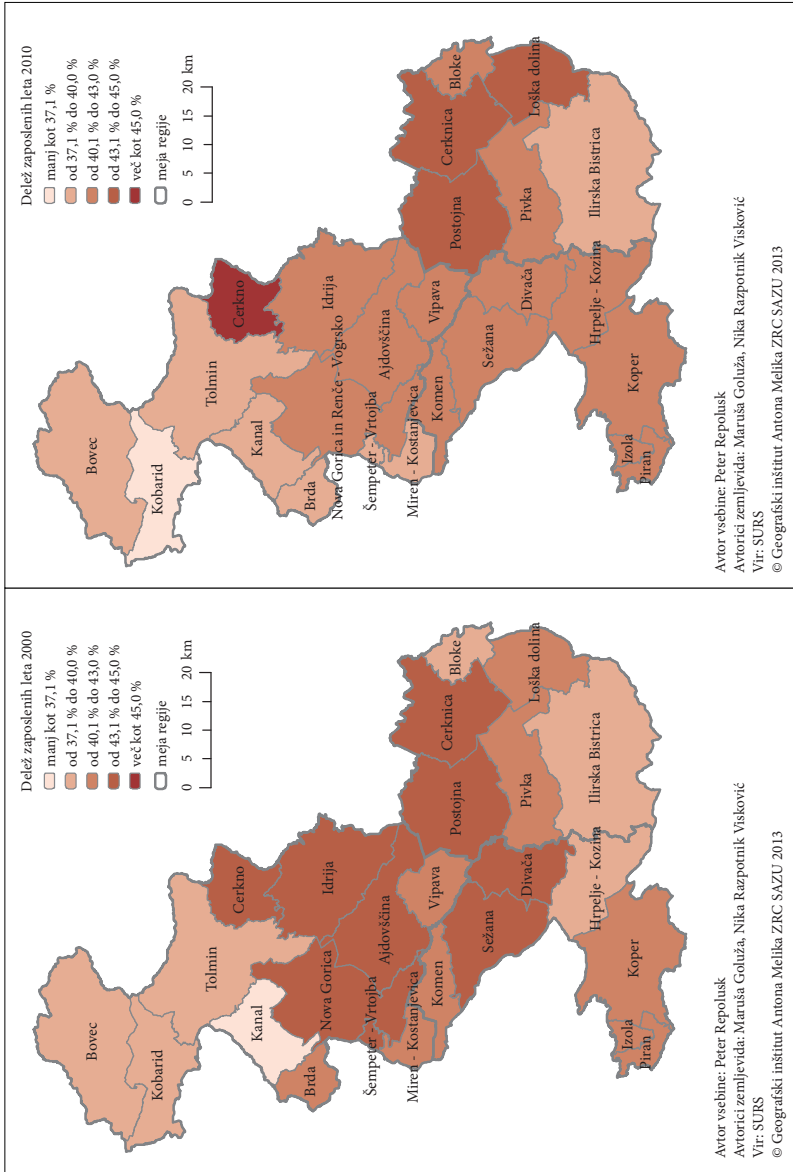 Delež zaposlenih leta 2000
manj kot 37,1 %
od 37,1 % do 40,0 %
od 40,1 % do 43,0 %
od 43,1 % do 45,0 %
več kot 45,0 %
meja regije
0 5 10 15 20 km
Bovec
Kobarid
Tolmin
Cerkno
Kanal
Idrija
Brda
Nova Gorica
Ajdovščina
Šempeter - Vrtojba
Miren - Kostanjevica
Vipava
Komen
Postojna
Cerknica
Bloke
Loška dolina
Sežana
Divača
Pivka
Ilirska Bistrica
Hrpelje - Kozina
Koper
Izola
Piran
Avtor vsebine: Peter Repolusk
Avtorici zemljevida: Maruša Goluža, Nika Razpotnik Visković
Vir: SURS
© Geografski inštitut Antona Melika ZRC SAZU 2013
Delež zaposlenih leta 2010
manj kot 37,1 %
od 37,1 % do 40,0 %
od 40,1 % do 43,0 %
od 43,1 % do 45,0 %
več kot 45,0 %
meja regije
0 5 10 15 20 km
Bovec
Kobarid
Tolmin
Cerkno
Kanal
Idrija
Brda
Nova Gorica in Renče - Vogrsko
Ajdovščina
Šempeter - Vrtojba
Miren - Kostanjevica
Vipava
Komen
Postojna
Cerknica
Bloke
Loška dolina
Sežana
Divača
Pivka
Ilirska Bistrica
Hrpelje - Kozina
Koper
Izola
Piran
Avtor vsebine: Peter Repolusk
Avtorici zemljevida: Maruša Goluža, Nika Razpotnik Visković
Vir: SURS
© Geografski inštitut Antona Melika ZRC SAZU 2013